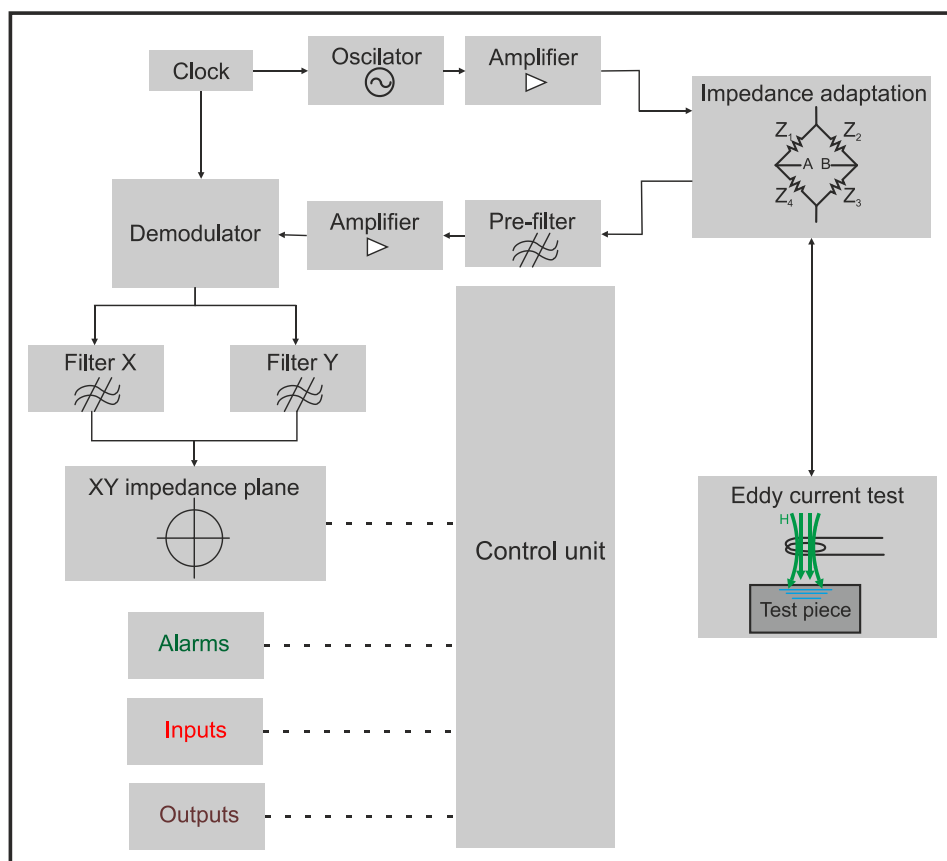 Clock
Oscilator
Amplifier
Impedance adaptation
Z1
Z2
A B
Z4
Z3
Demodulator
Amplifier
Pre-filter
Filter X
Filter Y
XY impedance plane
Control unit
Eddy current test
H
Test piece
Alarms
Inputs
Outputs